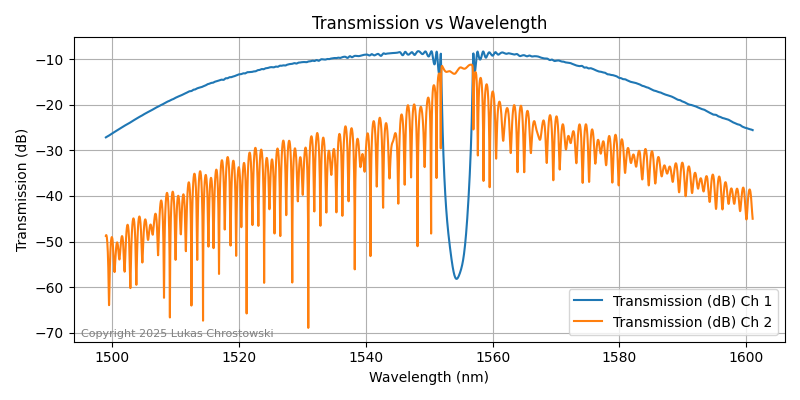 Transmission vs Wavelength
Transmission (dB)
−10
−20
−30
−40
−50
−60
−70
Transmission (dB) Ch 1
Transmission (dB) Ch 2
Copyright 2025 Lukas Chrostowski
1500 1520 1540 1560 1580 1600
Wavelength (nm)